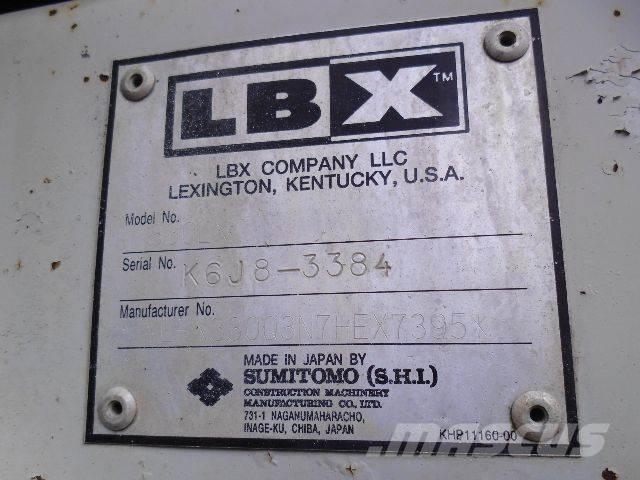 LBX™
LBX COMPANY LLC
LEXINGTON, KENTUCKY, U.S.A.
Model No.
Serial No. K6J8-3384
Manufacturer No.
MADE IN JAPAN BY
SUMITOMO (S.H.I.)
CONSTRUCTION MACHINERY
MANUFACTURING CO., LTD.
731-1 NAGANUMAHARACHO,
INAGE-KU, CHIBA, JAPAN
KHP11160-00
MASCUS